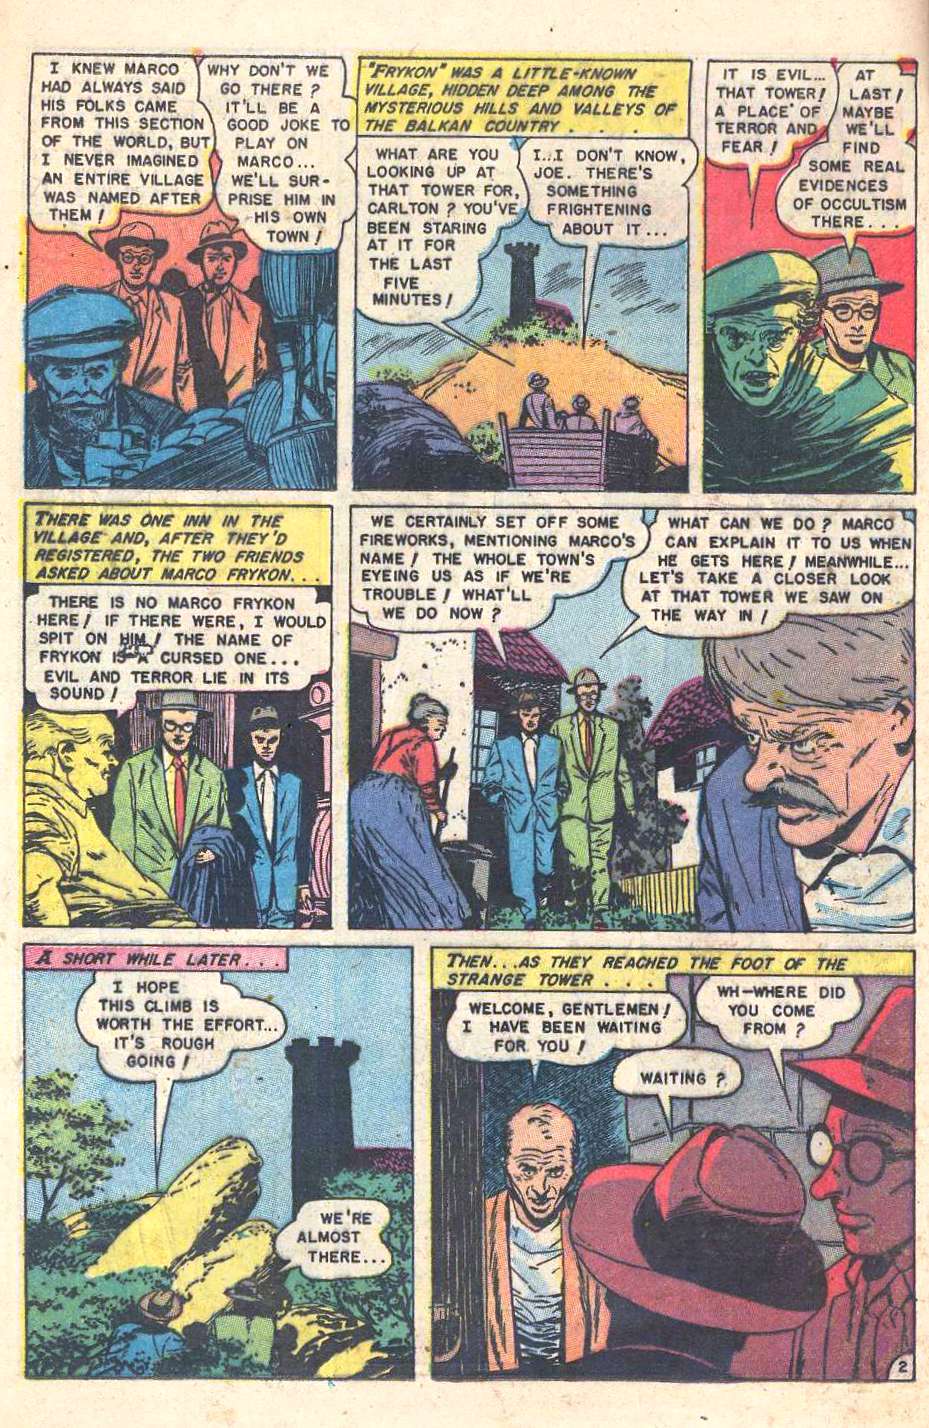 I KNEW MARCO
HAD ALWAYS SAID
HIS FOLKS CAME
FROM THIS SECTION
OF THE WORLD, BUT
I NEVER IMAGINED
AN ENTIRE VILLAGE
WAS NAMED AFTER
THEM!
WHY DON'T WE
GO THERE?
IT'LL BE A
GOOD JOKE TO
PLAY ON
MARCO...
WE'LL SUR-
PRISE HIM IN
HIS OWN
TOWN!
"FRYKON" WAS A LITTLE-KNOWN
VILLAGE, HIDDEN DEEP AMONG THE
MYSTERIOUS HILLS AND VALLEYS OF
THE BALKAN COUNTRY . . . .
WHAT ARE YOU
LOOKING UP AT
THAT TOWER FOR,
CARLTON? YOU'VE
BEEN STARING
AT IT FOR
THE LAST
FIVE
MINUTES!
I...I DON'T KNOW,
JOE. THERE'S
SOMETHING
FRIGHTENING
ABOUT IT...
IT IS EVIL...
THAT TOWER!
A PLACE OF
TERROR AND
FEAR!
AT
LAST!
MAYBE
WE'LL
FIND
SOME REAL
EVIDENCES
OF OCCULTISM
THERE...
THERE WAS ONE INN IN THE
VILLAGE AND, AFTER THEY'D
REGISTERED, THE TWO FRIENDS
ASKED ABOUT MARCO FRYKON...
THERE IS NO MARCO FRYKON
HERE! IF THERE WERE, I WOULD
SPIT ON HIM! THE NAME OF
FRYKON IS A CURSED ONE...
EVIL AND TERROR LIE IN ITS
SOUND!
WE CERTAINLY SET OFF SOME
FIREWORKS, MENTIONING MARCO'S
NAME! THE WHOLE TOWN'S
EYEING US AS IF WE'RE
TROUBLE! WHAT'LL
WE DO NOW?
WHAT CAN WE DO? MARCO
CAN EXPLAIN IT TO US WHEN
HE GETS HERE! MEANWHILE...
LET'S TAKE A CLOSER LOOK
AT THAT TOWER WE SAW ON
THE WAY IN!
A SHORT WHILE LATER...
I HOPE
THIS CLIMB IS
WORTH THE EFFORT...
IT'S ROUGH
GOING!
WE'RE
ALMOST
THERE...
THEN...AS THEY REACHED THE FOOT OF THE
STRANGE TOWER . . . .
WELCOME, GENTLEMEN!
I HAVE BEEN WAITING
FOR YOU!
WAITING?
WH-WHERE DID
YOU COME
FROM?
2